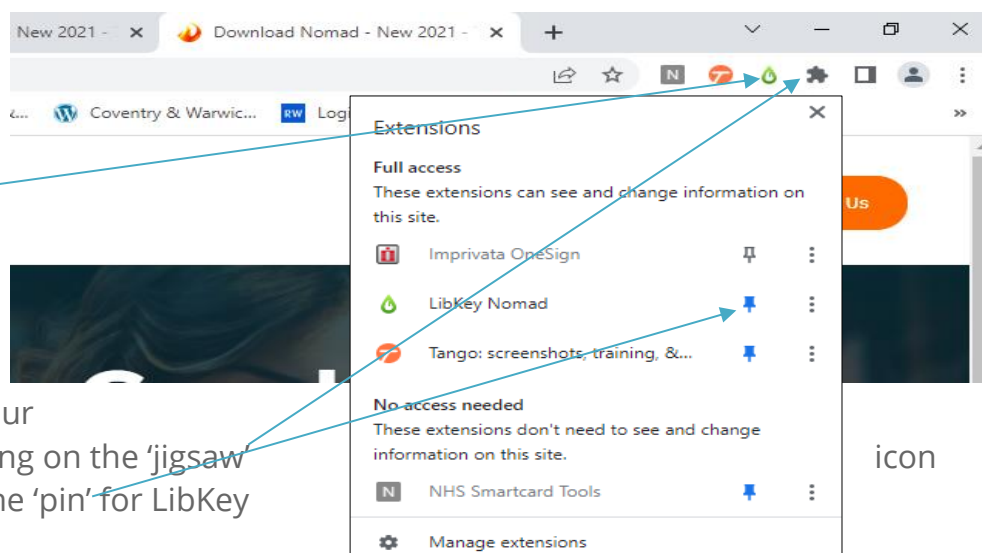 New 2021 - Download Nomad - New 2021 -
N
Coventry & Warwic... RW Logi
Extensions
Full access
These extensions can see and change information on
this site.
Us
Imprivata OneSign
LibKey Nomad
Tango: screenshots, training, &...
No access needed
These extensions don't need to see and change
information on this site.
N NHS Smartcard Tools
Manage extensions
ur
ng on the ‘jigsaw’ icon
ne ‘pin’ for LibKey